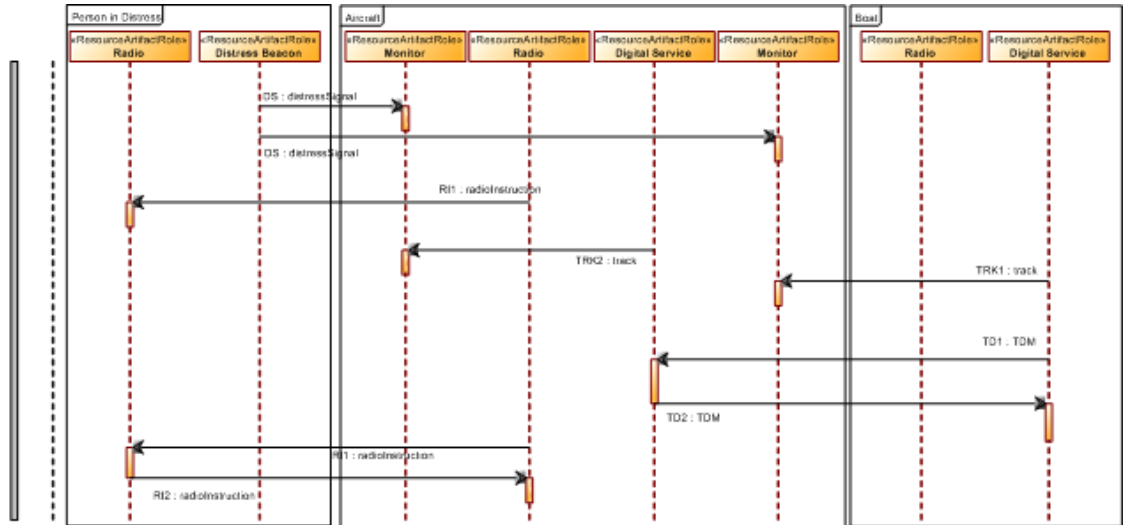 Person in Distress
Aircraft
Boat
«ResourceArtifactRole»
Radio
«ResourceArtifactRole»
Distress Beacon
«ResourceArtifactRole»
Monitor
«ResourceArtifactRole»
Radio
«ResourceArtifactRole»
Digital Service
«ResourceArtifactRole»
Monitor
«ResourceArtifactRole»
Radio
«ResourceArtifactRole»
Digital Service
DS : distressSignal
DS : distressSignal
RI1 : radioInstruction
TRK2 : track
TRK1 : track
TD1 : TDM
TD2 : TDM
RI1 : radioInstruction
RI2 : radioInstruction